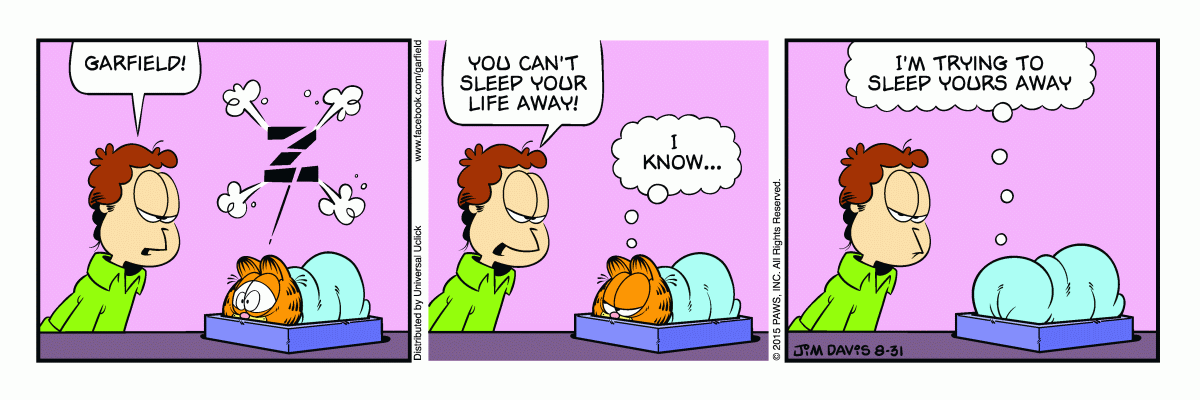 GARFIELD!
Z
www.facebook.com/garfield
Distributed by Universal Uclick
YOU CAN'T
SLEEP YOUR
LIFE AWAY!
I
KNOW...
© 2015 PAWS, INC. All Rights Reserved.
I'M TRYING TO
SLEEP YOURS AWAY
JIM DAVIS 8-31